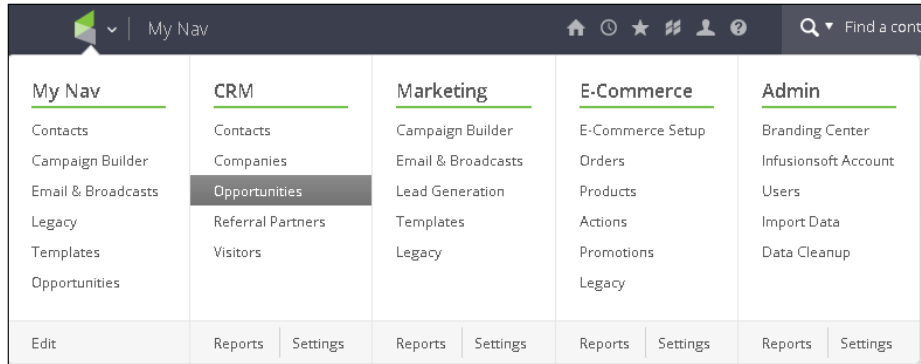 My Nav
Find a cont
My Nav
Contacts
Campaign Builder
Email & Broadcasts
Legacy
Templates
Opportunities
Edit
CRM
Contacts
Companies
Opportunities
Referral Partners
Visitors
Reports
Settings
Marketing
Campaign Builder
Email & Broadcasts
Lead Generation
Templates
Legacy
Reports
Settings
E-Commerce
E-Commerce Setup
Orders
Products
Actions
Promotions
Legacy
Reports
Settings
Admin
Branding Center
Infusionsoft Account
Users
Import Data
Data Cleanup
Reports
Settings